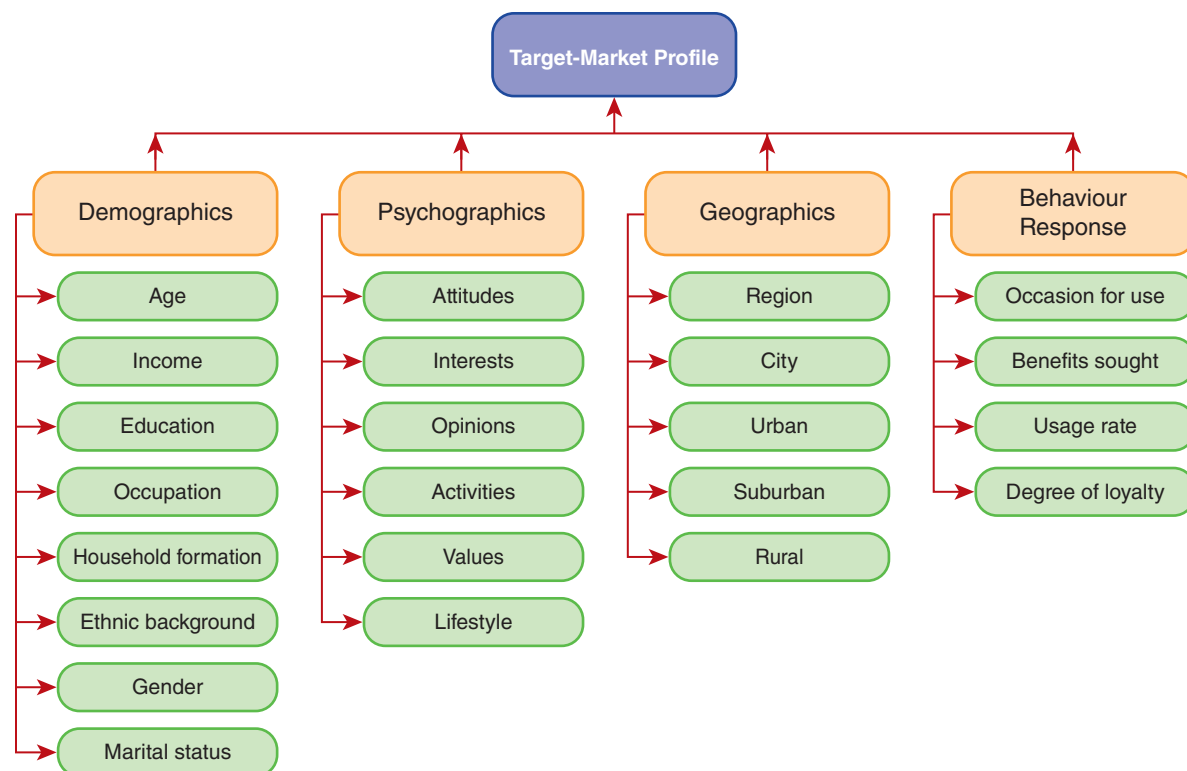 Target-Market Profile
Demographics
Age
Income
Education
Occupation
Household formation
Ethnic background
Gender
Marital status
Psychographics
Attitudes
Interests
Opinions
Activities
Values
Lifestyle
Geographics
Region
City
Urban
Suburban
Rural
Behaviour
Response
Occasion for use
Benefits sought
Usage rate
Degree of loyalty